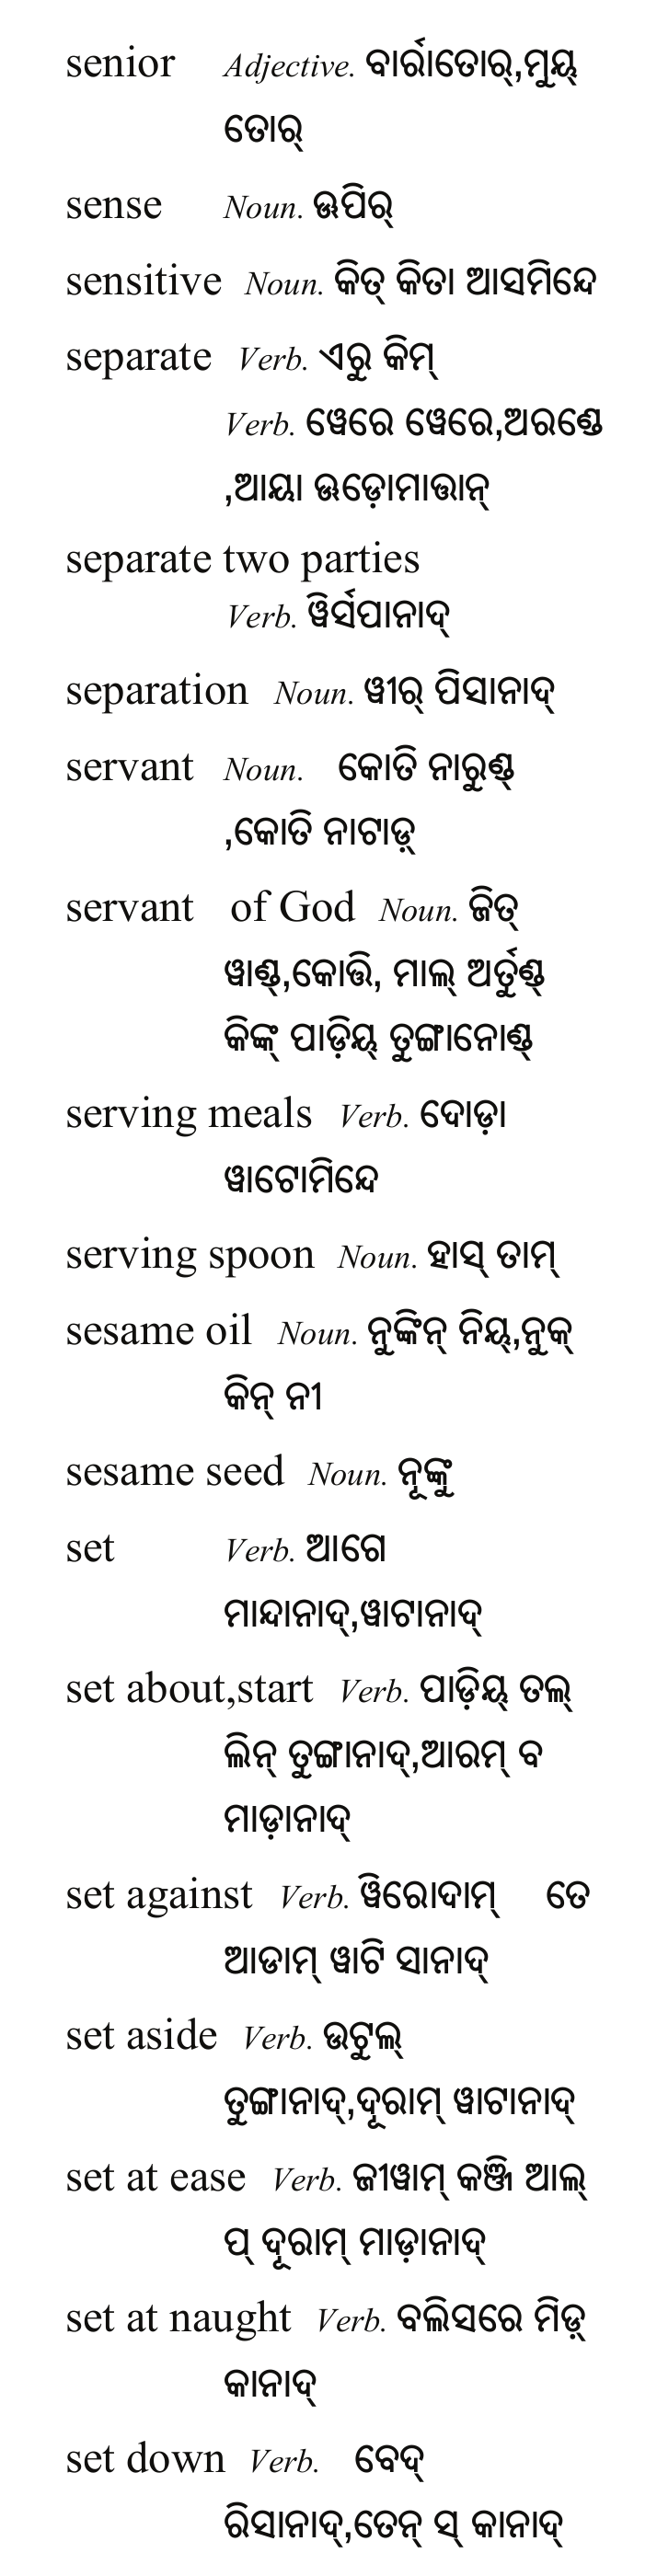 senior Adjective. ବାର୍ରାତୋର୍,ମୁୟ୍
ତୋର୍
sense Noun. ଊପିର୍
sensitive Noun. କିତ୍ କିତା ଆସମିନ୍ଦେ
separate Verb. ଏରୁ କିମ୍
Verb. ୱେରେ ୱେରେ,ଅରଣ୍ଡେ
,ଆୟା ଊଡ଼ୋମାତ୍ତାନ୍
separate two parties
Verb. ୱିର୍ସପାନାଦ୍
separation Noun. ୱୀର୍ ପିସାନାଦ୍
servant Noun. କୋତି ନାରୁଣ୍ଡ୍
,କୋତି ନାଟାଡ଼୍
servant of God Noun. ଜିତ୍
ୱାଣ୍ଡ୍,କୋତ୍ତି, ମାଲ୍ ଅର୍ତୁଣ୍ଡ୍
କିଙ୍କ୍ ପାଡ଼ିୟ୍ ତୁଙ୍ଗାନୋଣ୍ଡ୍
serving meals Verb. ଦୋଡ଼ା
ୱାଟୋମିନ୍ଦେ
serving spoon Noun. ହାସ୍ ତାମ୍
sesame oil Noun. ନୁଙ୍କିନ୍ ନିୟ୍,ନୁକ୍
କିନ୍ ନୀ
sesame seed Noun. ନୂଙ୍କୁ
set Verb. ଆଗେ
ମାନ୍ଦାନାଦ୍,ୱାଟାନାଦ୍
set about,start Verb. ପାଡ଼ିୟ୍ ତଲ୍
ଲିନ୍ ତୁଙ୍ଗାନାଦ୍,ଆରମ୍ ବ
ମାଡ଼ାନାଦ୍
set against Verb. ୱିରୋଦାମ୍ ତେ
ଆଡାମ୍ ୱାଟି ସାନାଦ୍
set aside Verb. ଉଟୁଲ୍
ତୁଙ୍ଗାନାଦ୍,ଦୂରାମ୍ ୱାଟାନାଦ୍
set at ease Verb. ଜୀୱାମ୍ କଞ୍ଜି ଆଲ୍
ପ୍ ଦୂରାମ୍ ମାଡ଼ାନାଦ୍
set at naught Verb. ବଲିସରେ ମିଡ଼୍
କାନାଦ୍
set down Verb. ବେଦ୍
ରିସାନାଦ୍,ତେନ୍ ସ୍ କାନାଦ୍